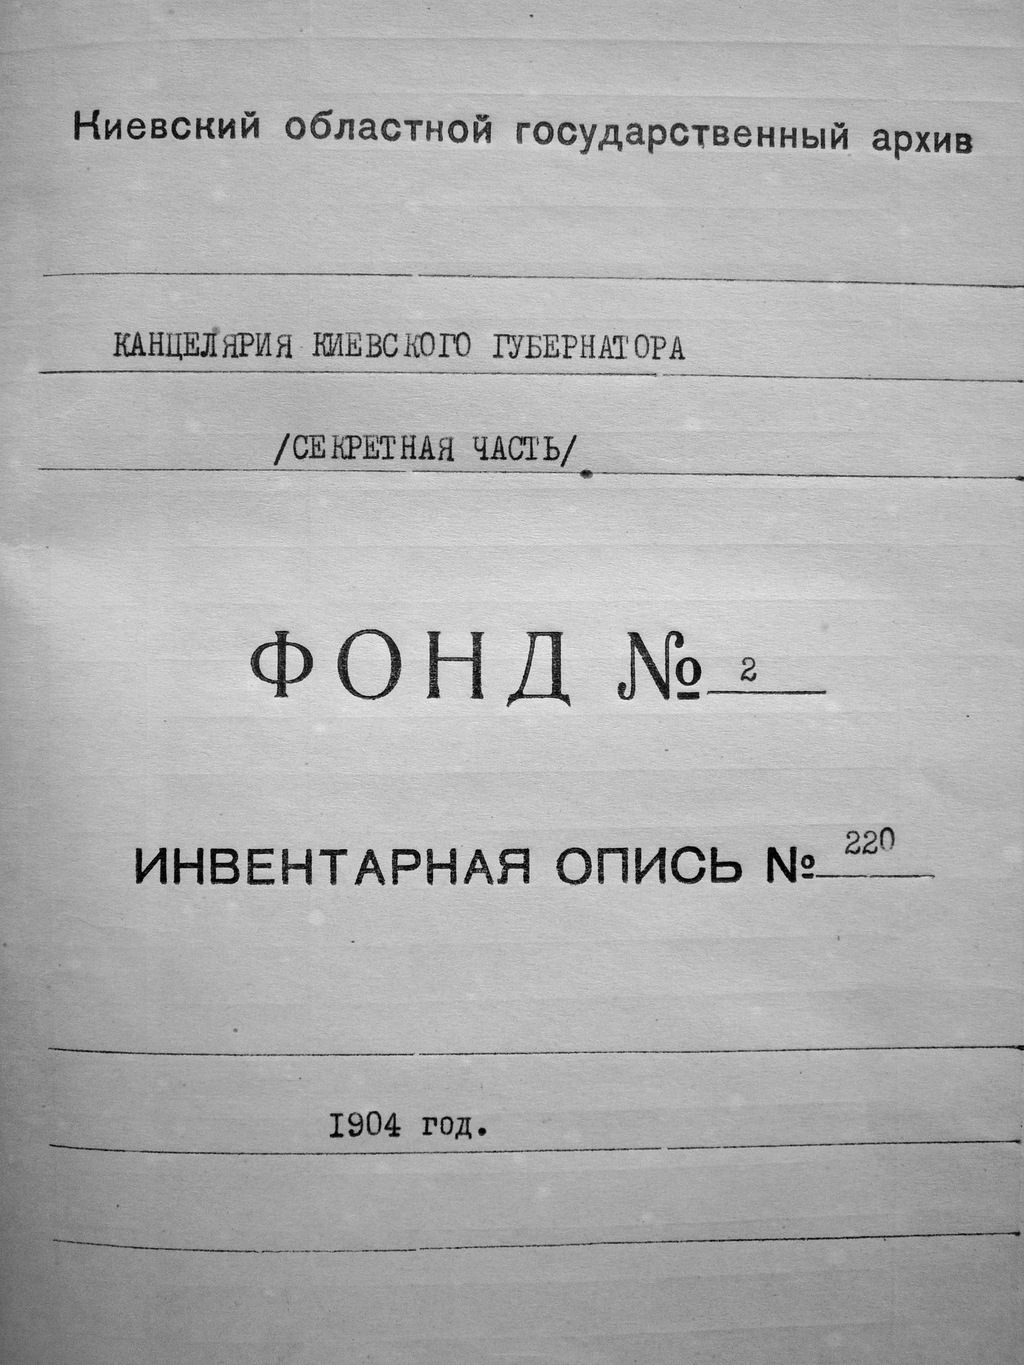 Киевский областной государственный архив
КАНЦЕЛЯРИЯ КИЕВСКОГО ГУБЕРНАТОРА
/СЕКРЕТНАЯ ЧАСТЬ/
ФОНД № 2
ИНВЕНТАРНАЯ ОПИСЬ № 220
1904 год.